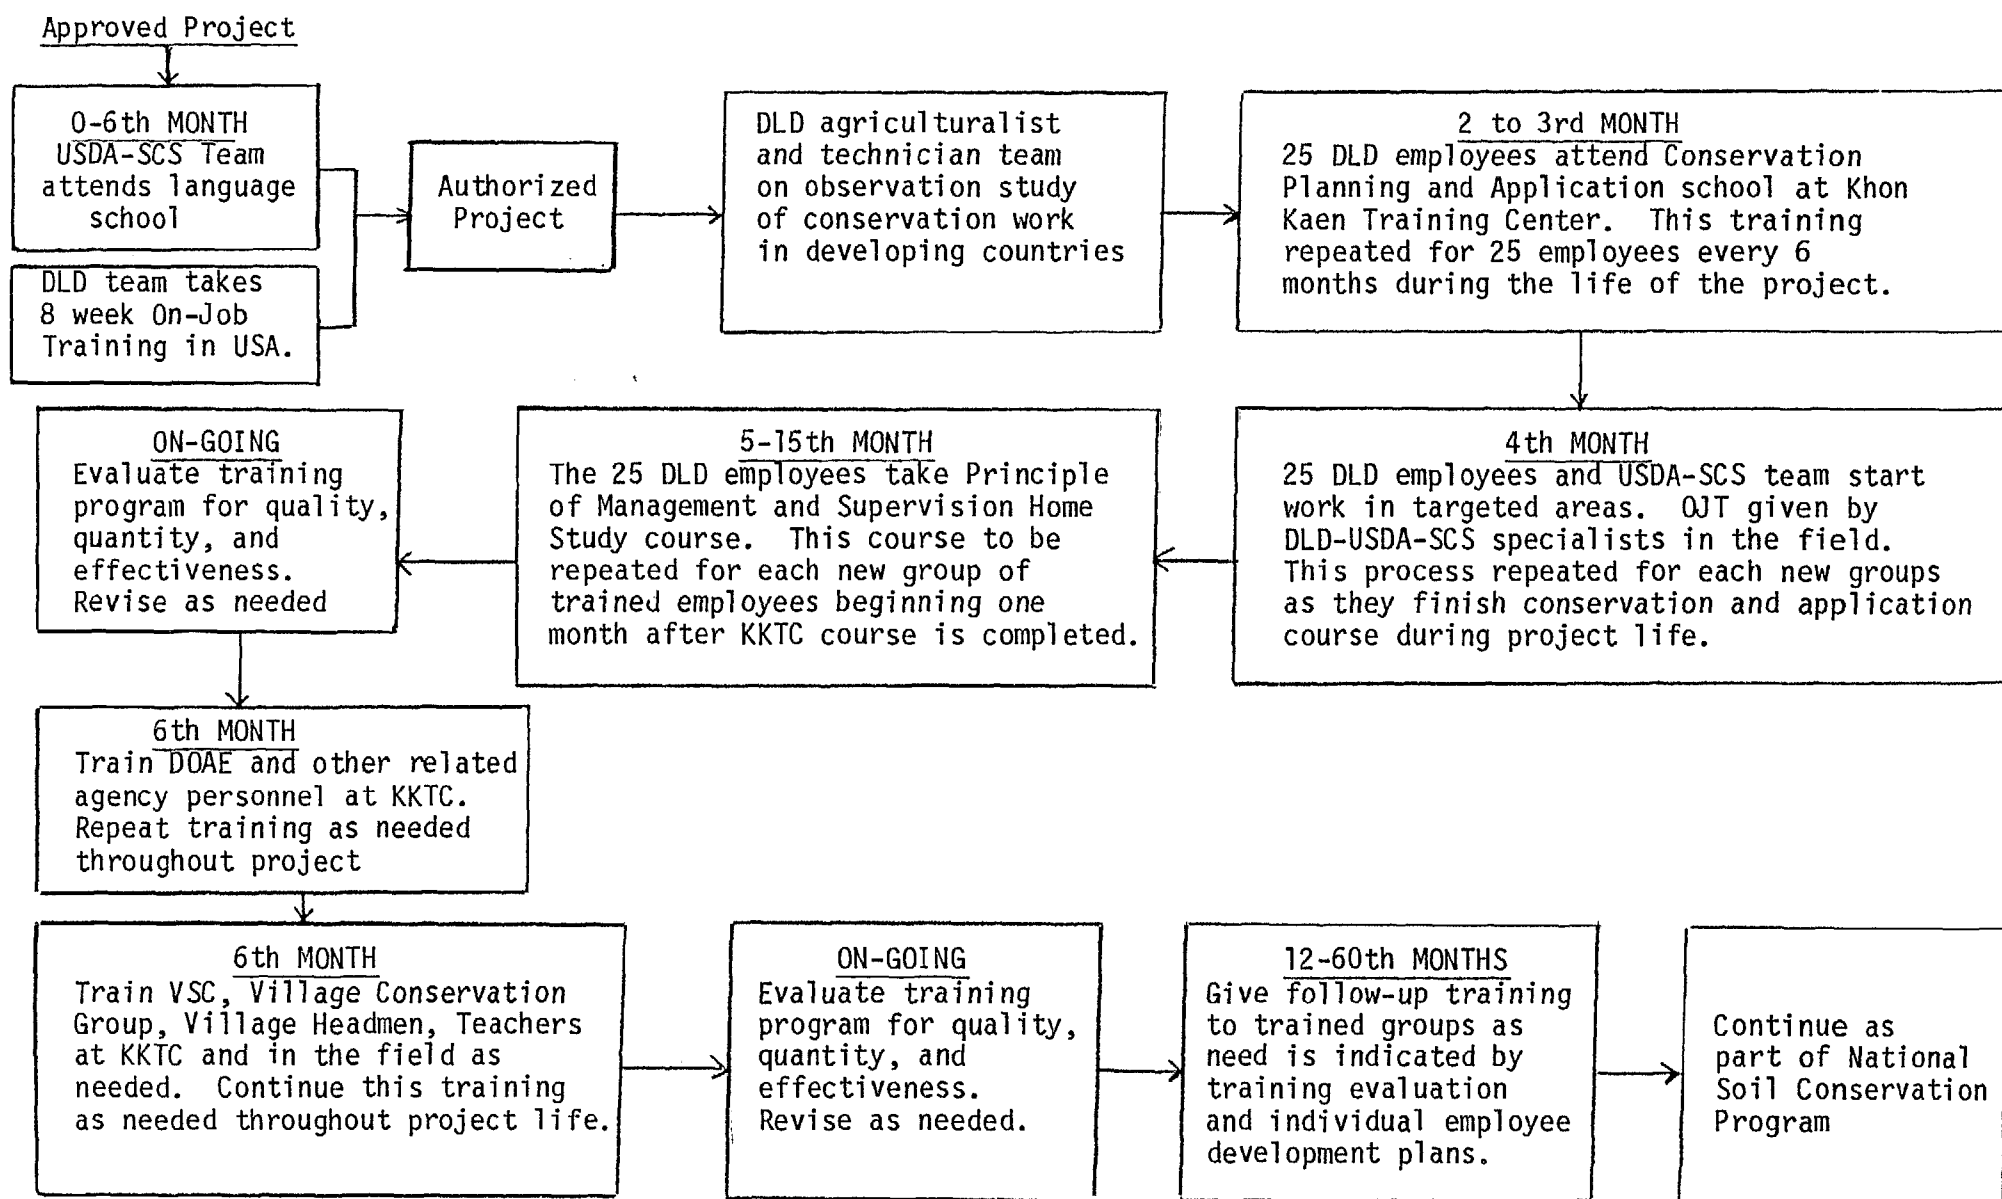 Approved Project
0-6th MONTH
USDA-SCS Team
attends language
school
DLD team takes
8 week On-Job
Training in USA.
Authorized
Project
DLD agriculturalist
and technician team
on observation study
of conservation work
in developing countries
2 to 3rd MONTH
25 DLD employees attend Conservation
Planning and Application school at Khon
Kaen Training Center.  This training
repeated for 25 employees every 6
months during the life of the project.
4th MONTH
25 DLD employees and USDA-SCS team start
work in targeted areas.  OJT given by
DLD-USDA-SCS specialists in the field.
This process repeated for each new groups
as they finish conservation and application
course during project life.
5-15th MONTH
The 25 DLD employees take Principle
of Management and Supervision Home
Study course.  This course to be
repeated for each new group of
trained employees beginning one
month after KKTC course is completed.
ON-GOING
Evaluate training
program for quality,
quantity, and
effectiveness.
Revise as needed
6th MONTH
Train DOAE and other related
agency personnel at KKTC.
Repeat training as needed
throughout project
6th MONTH
Train VSC, Village Conservation
Group, Village Headmen, Teachers
at KKTC and in the field as
needed.  Continue this training
as needed throughout project life.
ON-GOING
Evaluate training
program for quality,
quantity, and
effectiveness.
Revise as needed.
12-60th MONTHS
Give follow-up training
to trained groups as
need is indicated by
training evaluation
and individual employee
development plans.
Continue as
part of National
Soil Conservation
Program